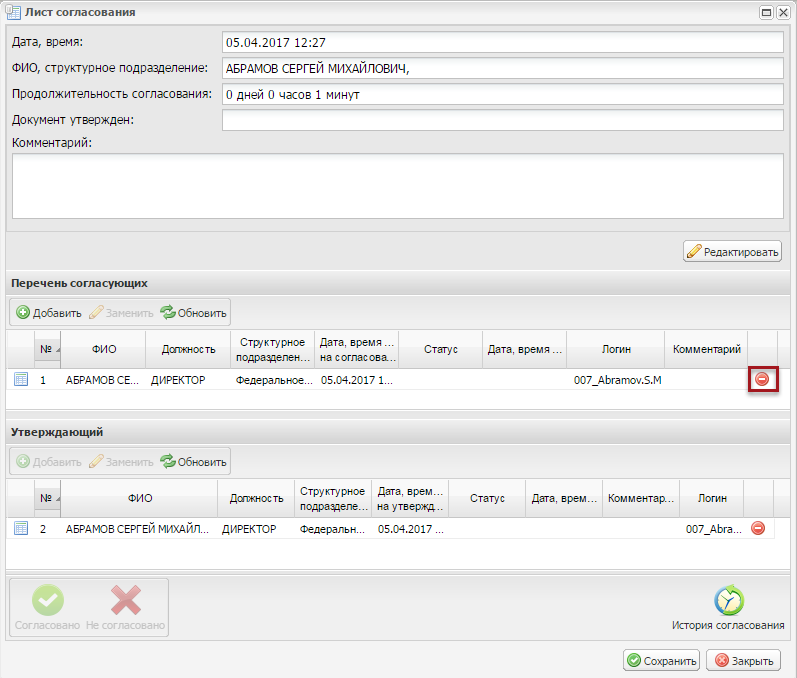 Лист согласования
Дата, время: 05.04.2017 12:27
ФИО, структурное подразделение: АБРАМОВ СЕРГЕЙ МИХАЙЛОВИЧ,
Продолжительность согласования: 0 дней 0 часов 1 минут
Документ утвержден:
Комментарий:
Редактировать
Перечень согласующих
Добавить Заменить Обновить
№ ФИО Должность Структурное подразделен... Дата, время ... на согласова... Статус Дата, время ... Логин Комментарий
1 АБРАМОВ СЕ... ДИРЕКТОР Федеральное... 05.04.2017 1... 007_Abramov.S.M
Утверждающий
Добавить Заменить Обновить
№ ФИО Должность Структурное подразделе... Дата, врем... на утвержд... Статус Дата, врем... Комментар... Логин
2 АБРАМОВ СЕРГЕЙ МИХАЙЛ... ДИРЕКТОР Федеральн... 05.04.2017 ... 007_Abra...
Согласовано Не согласовано История согласования
Сохранить Закрыть